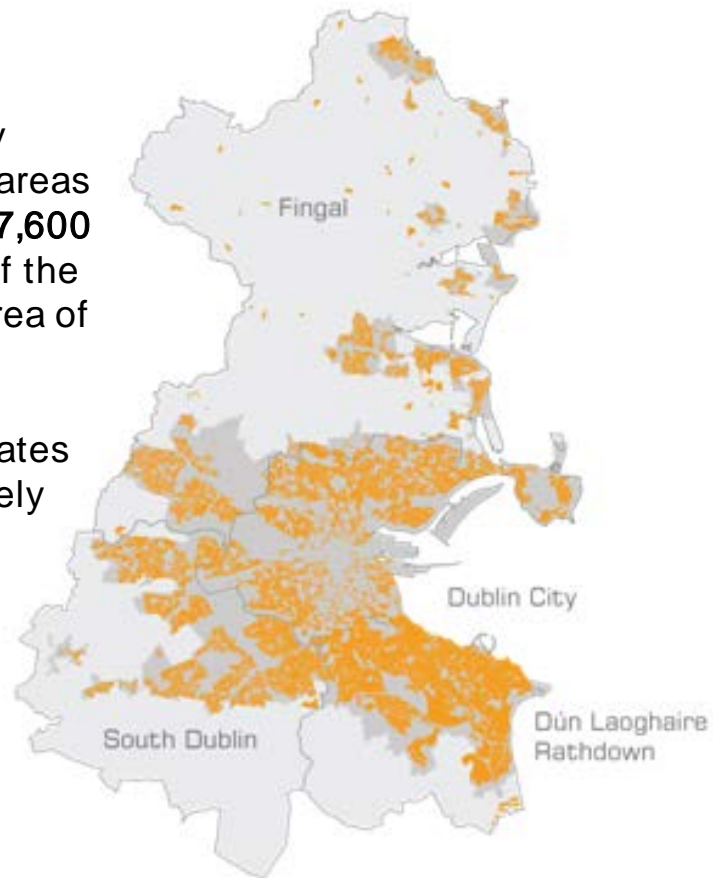 areas
7,600
f the
rea of
ates
ely
Fingal
Dublin City
Dún Laoghaire
Rathdown
South Dublin